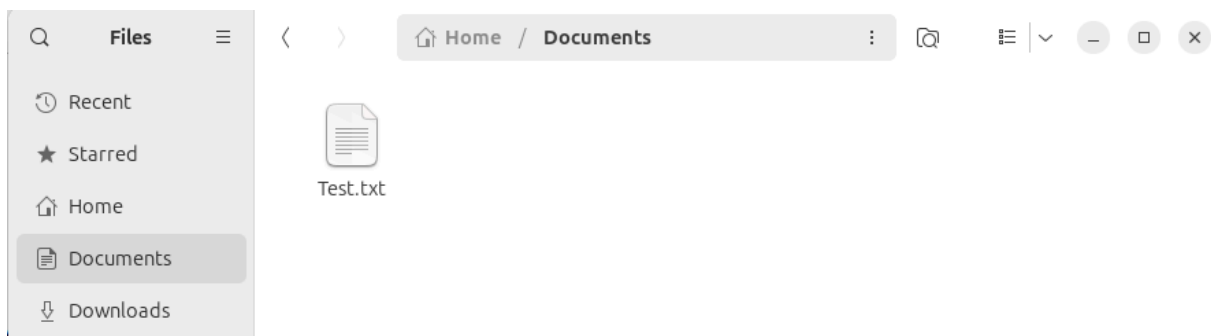 Files
Home / Documents
Recent
Starred
Home
Documents
Downloads
Test.txt